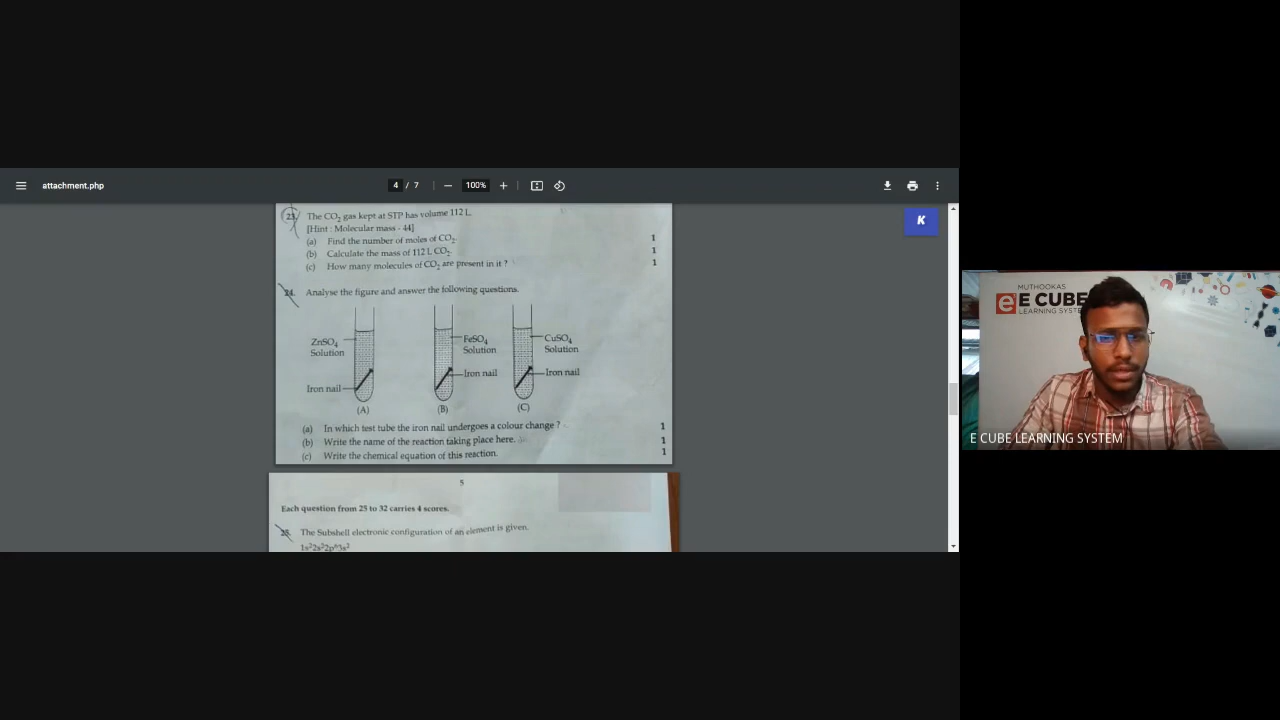 attachment.php
4 / 7
100%
K
23. The CO₂ gas kept at STP has volume 112 L.
[Hint : Molecular mass - 44]
(a) Find the number of moles of CO₂. 1
(b) Calculate the mass of 112 L CO₂. 1
(c) How many molecules of CO₂ are present in it ? 1
24. Analyse the figure and answer the following questions.
ZnSO₄ Solution
Iron nail
(A)
FeSO₄ Solution
Iron nail
(B)
CuSO₄ Solution
Iron nail
(C)
(a) In which test tube the iron nail undergoes a colour change ? 1
(b) Write the name of the reaction taking place here. 1
(c) Write the chemical equation of this reaction. 1
5
Each question from 25 to 32 carries 4 scores.
25. The Subshell electronic configuration of an element is given.
1s²2s²2p⁶3s²
MUTHOOKAS
e E CUBE
LEARNING SYSTE
E CUBE LEARNING SYSTEM